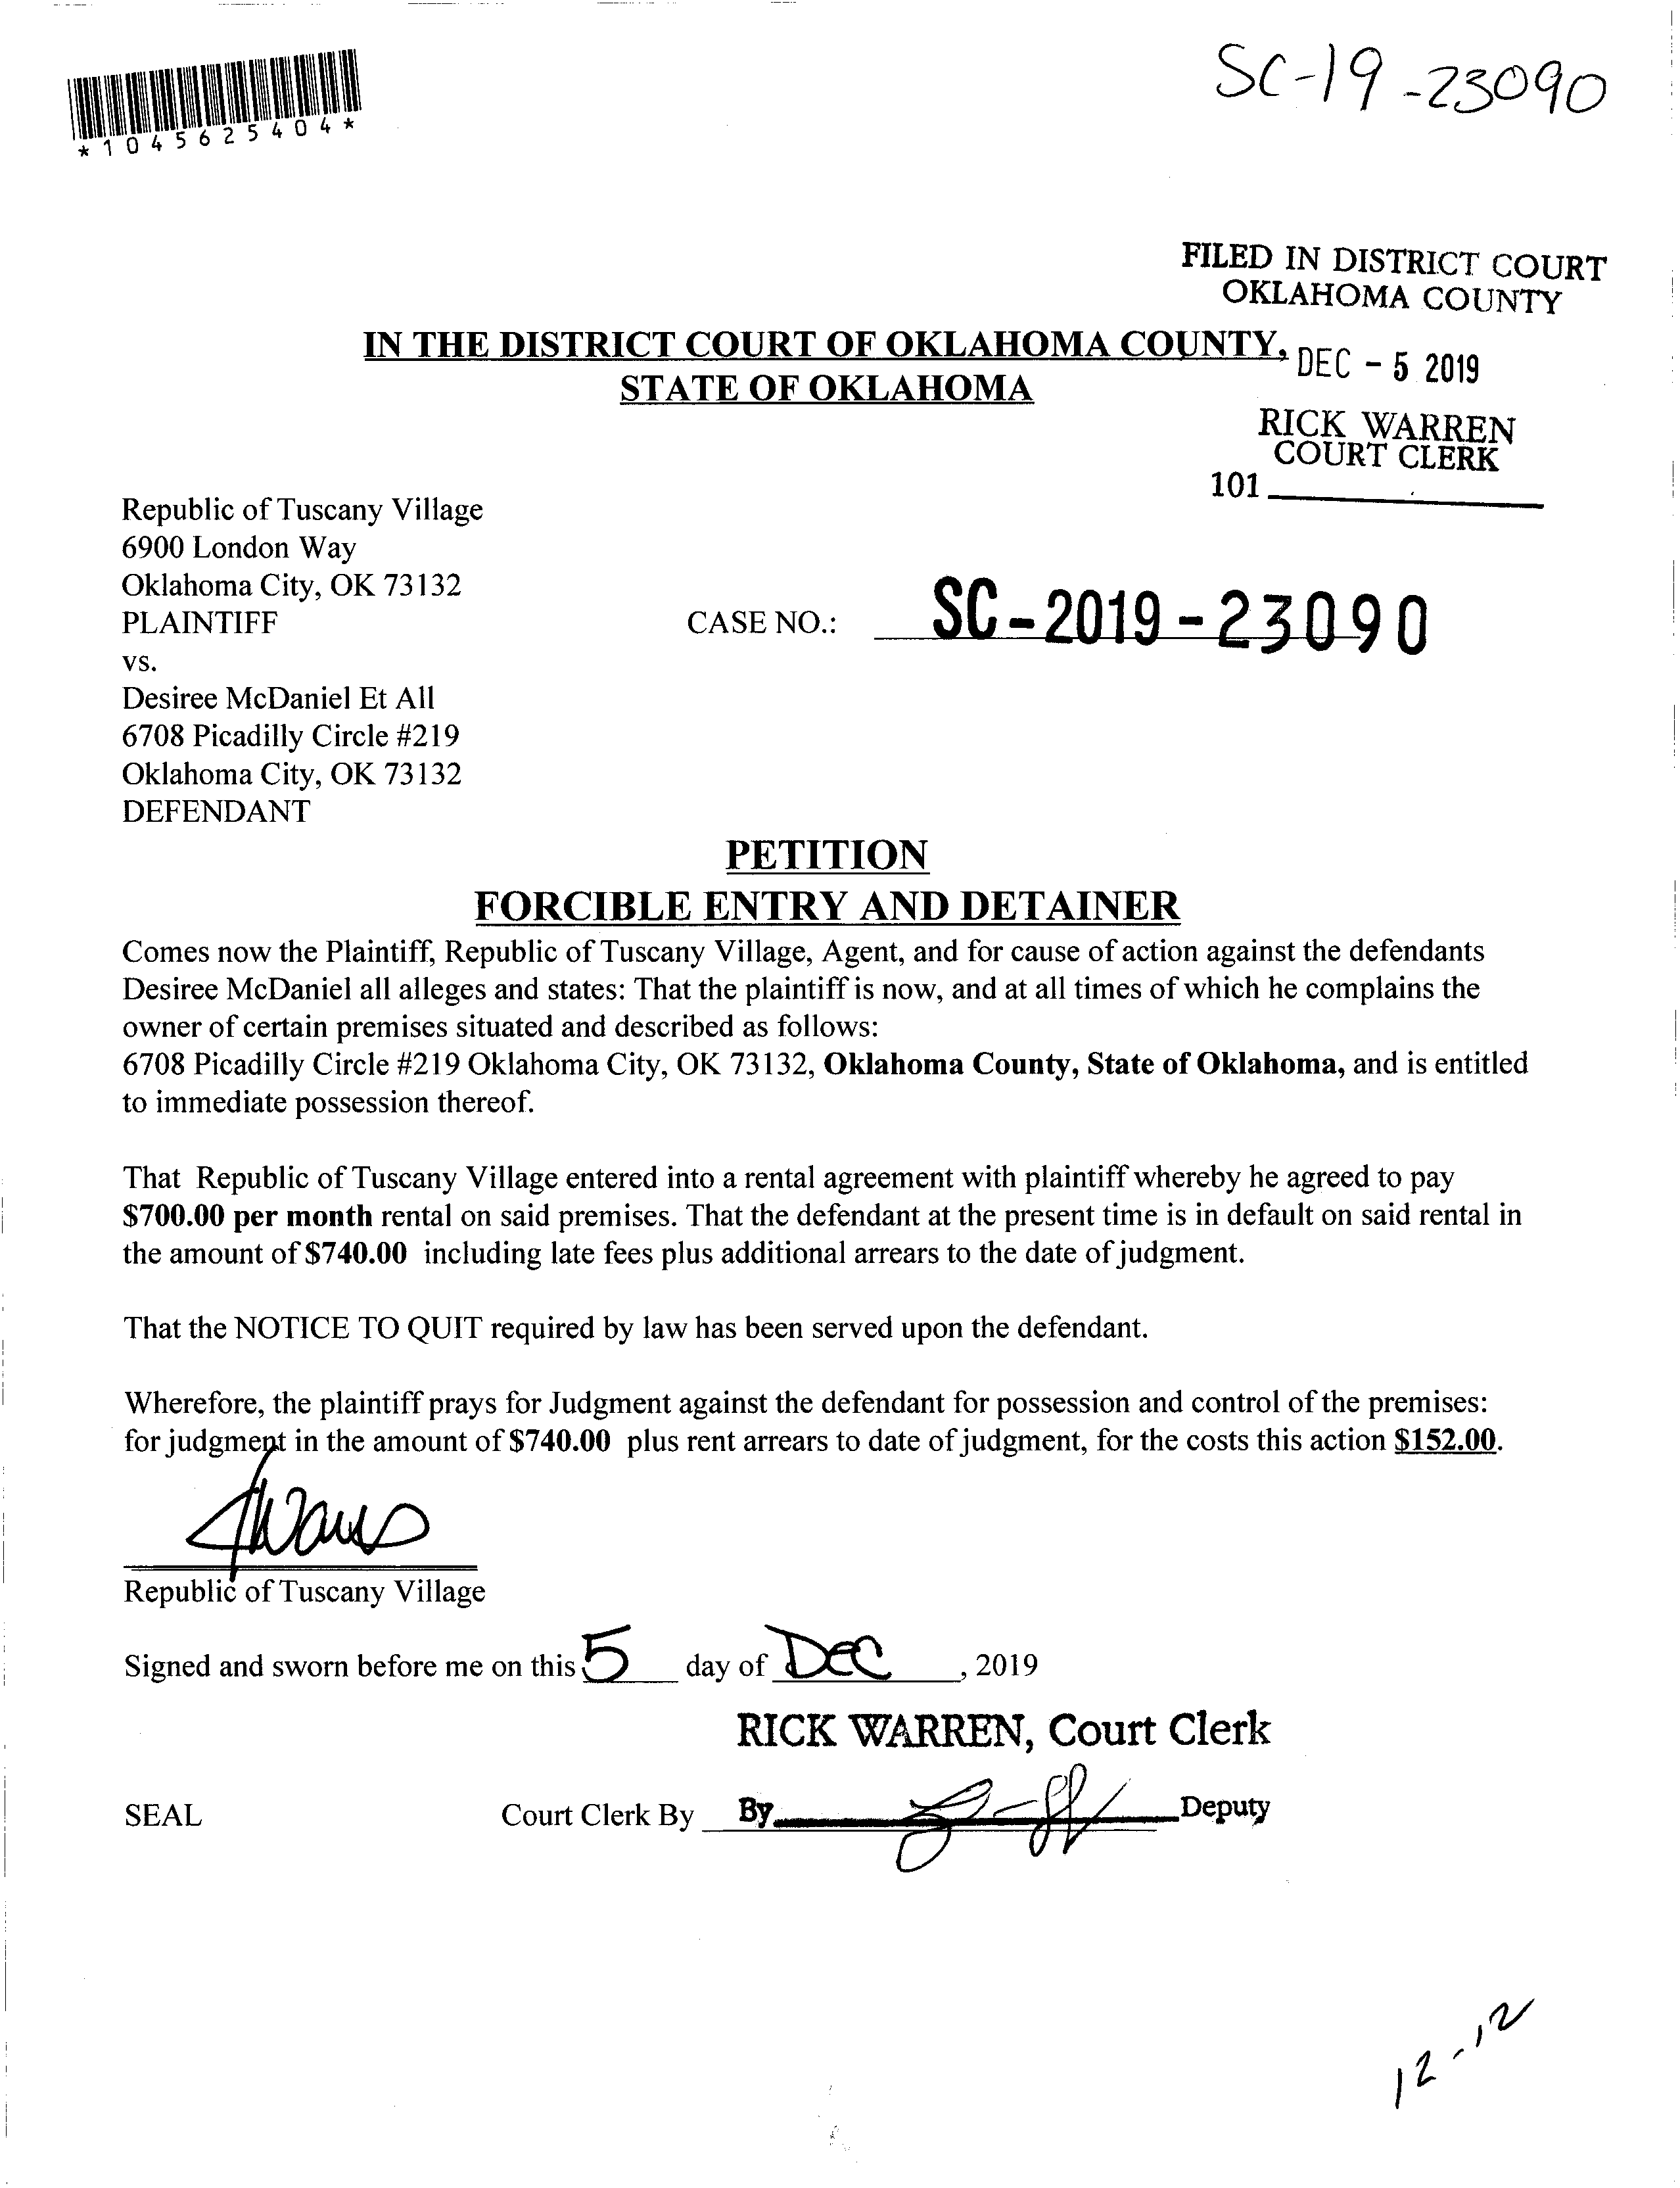 SC-19-23090
*1045625404*
FILED IN DISTRICT COURT
OKLAHOMA COUNTY
IN THE DISTRICT COURT OF OKLAHOMA COUNTY,
STATE OF OKLAHOMA
DEC - 5 2019
RICK WARREN
COURT CLERK
101
Republic of Tuscany Village
6900 London Way
Oklahoma City, OK 73132
PLAINTIFF
CASE NO.: SC-2019-23090
vs.
Desiree McDaniel Et All
6708 Picadilly Circle #219
Oklahoma City, OK 73132
DEFENDANT
PETITION
FORCIBLE ENTRY AND DETAINER
Comes now the Plaintiff, Republic of Tuscany Village, Agent, and for cause of action against the defendants
Desiree McDaniel all alleges and states: That the plaintiff is now, and at all times of which he complains the
owner of certain premises situated and described as follows:
6708 Picadilly Circle #219 Oklahoma City, OK 73132, Oklahoma County, State of Oklahoma, and is entitled
to immediate possession thereof.
That Republic of Tuscany Village entered into a rental agreement with plaintiff whereby he agreed to pay
$700.00 per month rental on said premises. That the defendant at the present time is in default on said rental in
the amount of $740.00 including late fees plus additional arrears to the date of judgment.
That the NOTICE TO QUIT required by law has been served upon the defendant.
Wherefore, the plaintiff prays for Judgment against the defendant for possession and control of the premises:
for judgment in the amount of $740.00 plus rent arrears to date of judgment, for the costs this action $152.00.
Republic of Tuscany Village
Signed and sworn before me on this 5 day of DEC, 2019
RICK WARREN, Court Clerk
SEAL Court Clerk By By Deputy
12-12